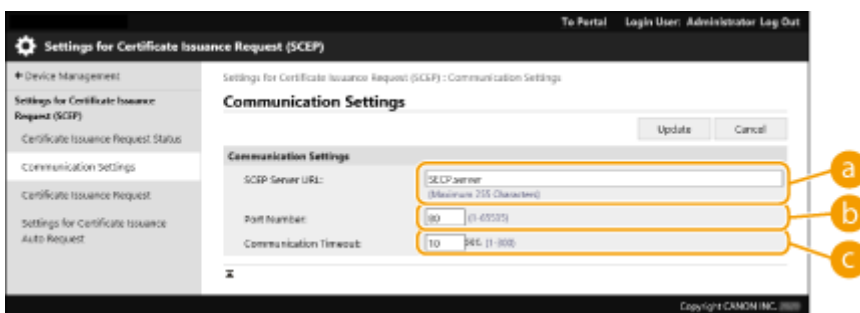 To Portal Login User: Administrator Log Out
Settings for Certificate Issuance Request (SCEP)
Device Management
Settings for Certificate Issuance
Request (SCEP)
Certificate Issuance Request Status
Communication Settings
Certificate Issuance Request
Settings for Certificate Issuance
Auto Request
Settings for Certificate Issuance Request (SCEP) : Communication Settings
Communication Settings
Update Cancel
Communication Settings
SCEP Server URL: SECP.server
(Maximum 255 Characters)
Port Number: 80 (1-65535)
Communication Timeout: 10 sec. (1-300)
a
b
c
Copyright CANON INC.